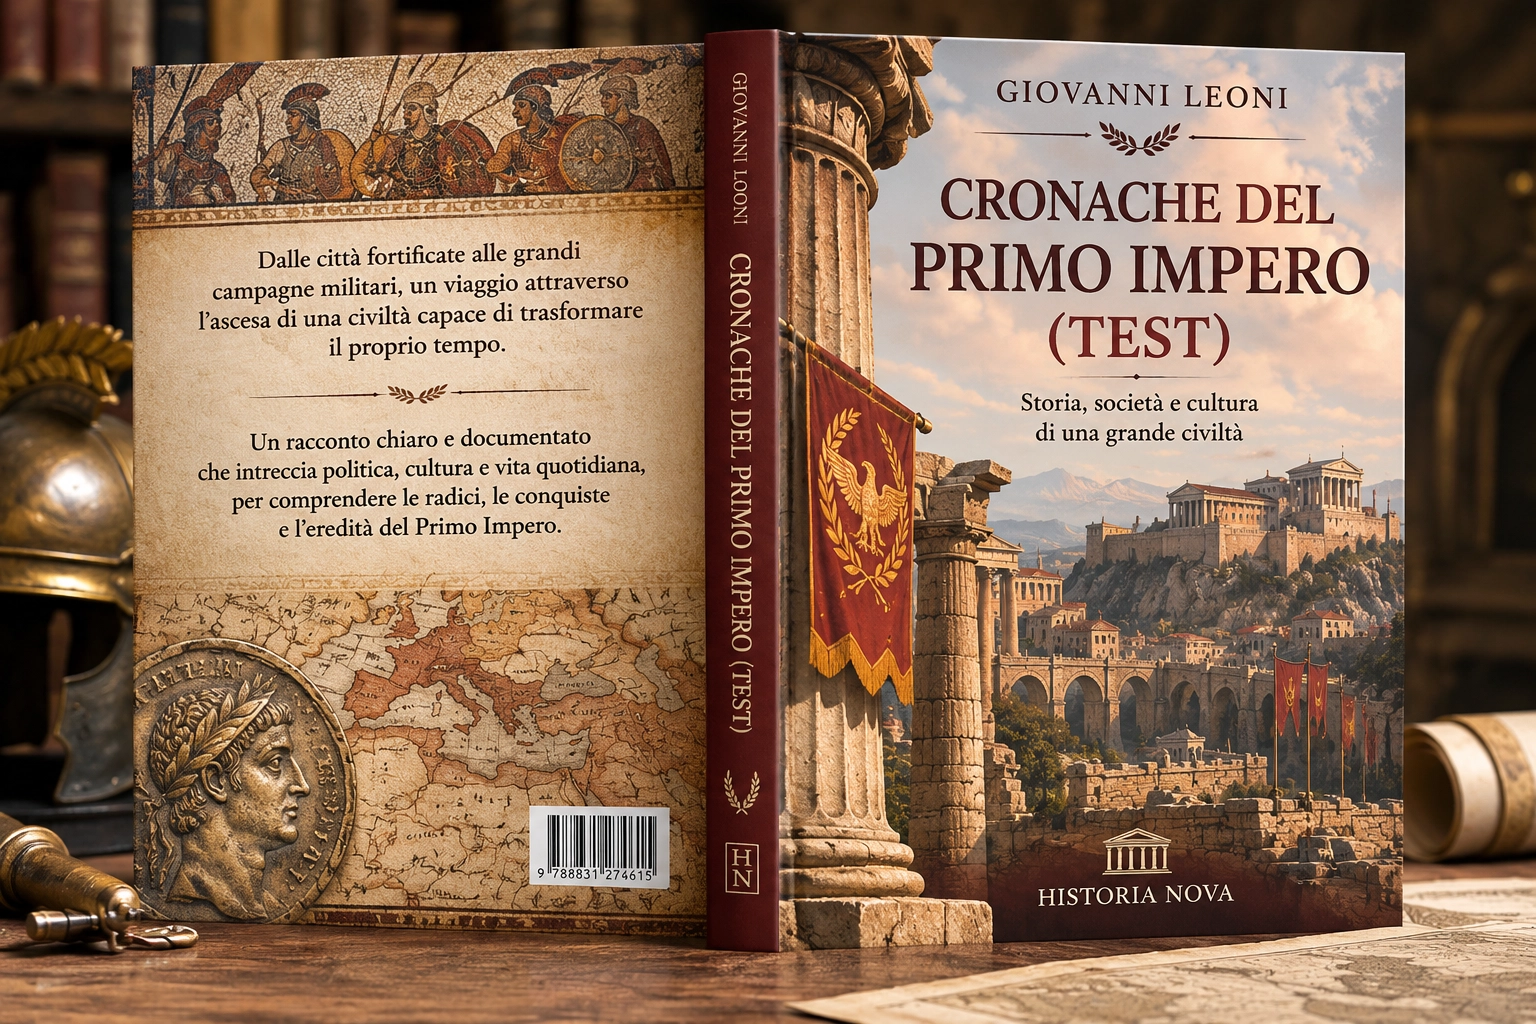 Dalle città fortificate alle grandi
campagne militari, un viaggio attraverso
l'ascesa di una civiltà capace di trasformare
il proprio tempo.
Un racconto chiaro e documentato
che intreccia politica, cultura e vita quotidiana,
per comprendere le radici, le conquiste
e l'eredità del Primo Impero.
9 788831 274615
GIOVANNI LOONI
CRONACHE DEL PRIMO IMPERO (TEST)
HN
GIOVANNI LEONI
CRONACHE DEL
PRIMO IMPERO
(TEST)
Storia, società e cultura
di una grande civiltà
HISTORIA NOVA